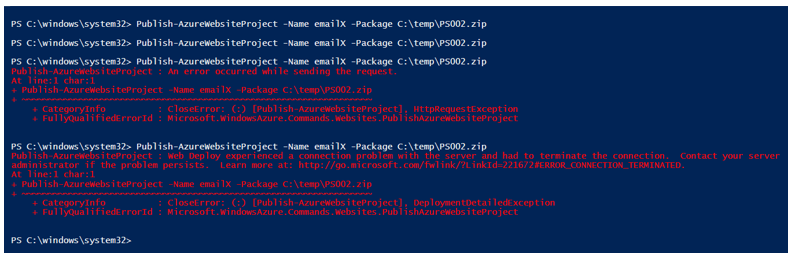 PS C:\windows\system32> Publish-AzureWebsiteProject -Name emailX -Package C:\temp\PS002.zip
PS C:\windows\system32> Publish-AzureWebsiteProject -Name emailX -Package C:\temp\PS002.zip
PS C:\windows\system32> Publish-AzureWebsiteProject -Name emailX -Package C:\temp\PS002.zip
Publish-AzureWebsiteProject : An error occurred while sending the request.
At line:1 char:1
+ Publish-AzureWebsiteProject -Name emailX -Package C:\temp\PS002.zip
+ ~~~~~~~~~~~~~~~~~~~~~~~~~~~~~~~~~~~~~~~~~~~~~~~~~~~~~~~~~~~~~~~~~~~
+ CategoryInfo : CloseError: (:) [Publish-AzureWebsiteProject], HttpRequestException
+ FullyQualifiedErrorId : Microsoft.WindowsAzure.Commands.Websites.PublishAzureWebsiteProject
PS C:\windows\system32> Publish-AzureWebsiteProject -Name emailX -Package C:\temp\PS002.zip
Publish-AzureWebsiteProject : Web Deploy experienced a connection problem with the server and had to terminate the connection. Contact your server
administrator if the problem persists. Learn more at: http://go.microsoft.com/fwlink/?LinkId=221672#ERROR_CONNECTION_TERMINATED.
At line:1 char:1
+ Publish-AzureWebsiteProject -Name emailX -Package C:\temp\PS002.zip
+ ~~~~~~~~~~~~~~~~~~~~~~~~~~~~~~~~~~~~~~~~~~~~~~~~~~~~~~~~~~~~~~~~~~~
+ CategoryInfo : CloseError: (:) [Publish-AzureWebsiteProject], DeploymentDetailedException
+ FullyQualifiedErrorId : Microsoft.WindowsAzure.Commands.Websites.PublishAzureWebsiteProject
PS C:\windows\system32>